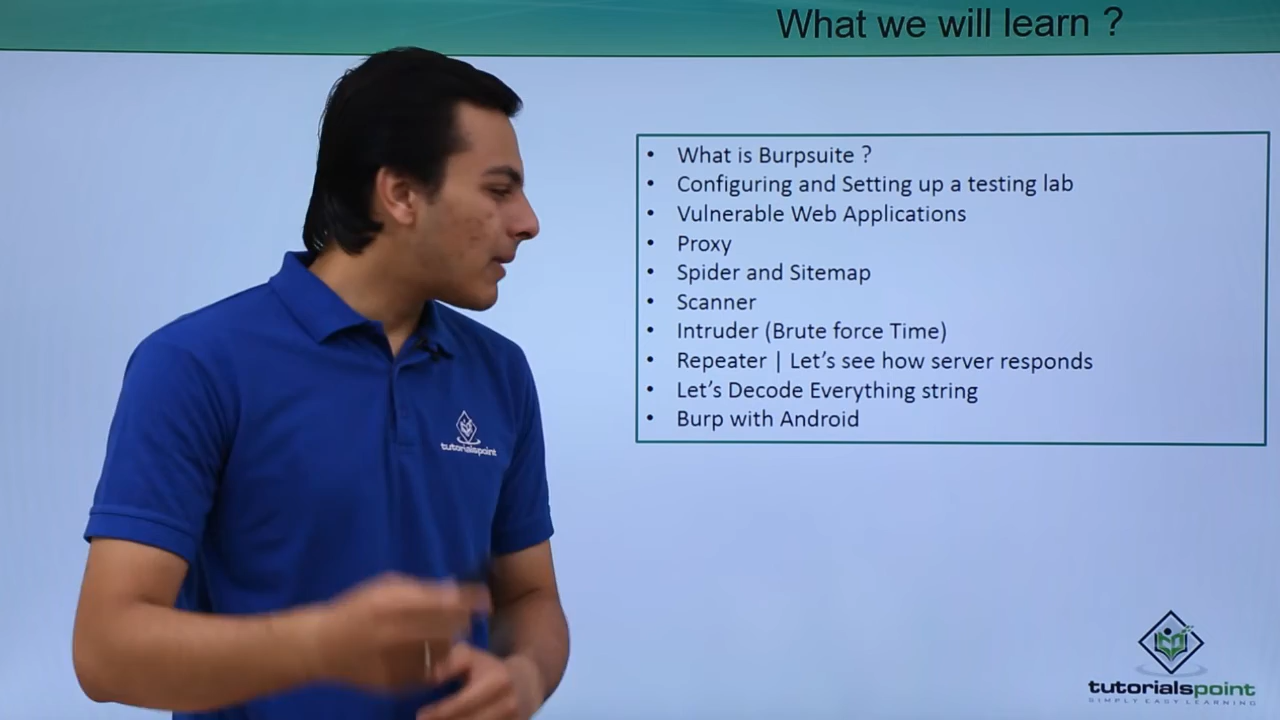 What we will learn ?
• What is Burpsuite ?
• Configuring and Setting up a testing lab
• Vulnerable Web Applications
• Proxy
• Spider and Sitemap
• Scanner
• Intruder (Brute force Time)
• Repeater | Let's see how server responds
• Let's Decode Everything string
• Burp with Android
tutorialspoint
tutorialspoint
SIMPLY EASY LEARNING